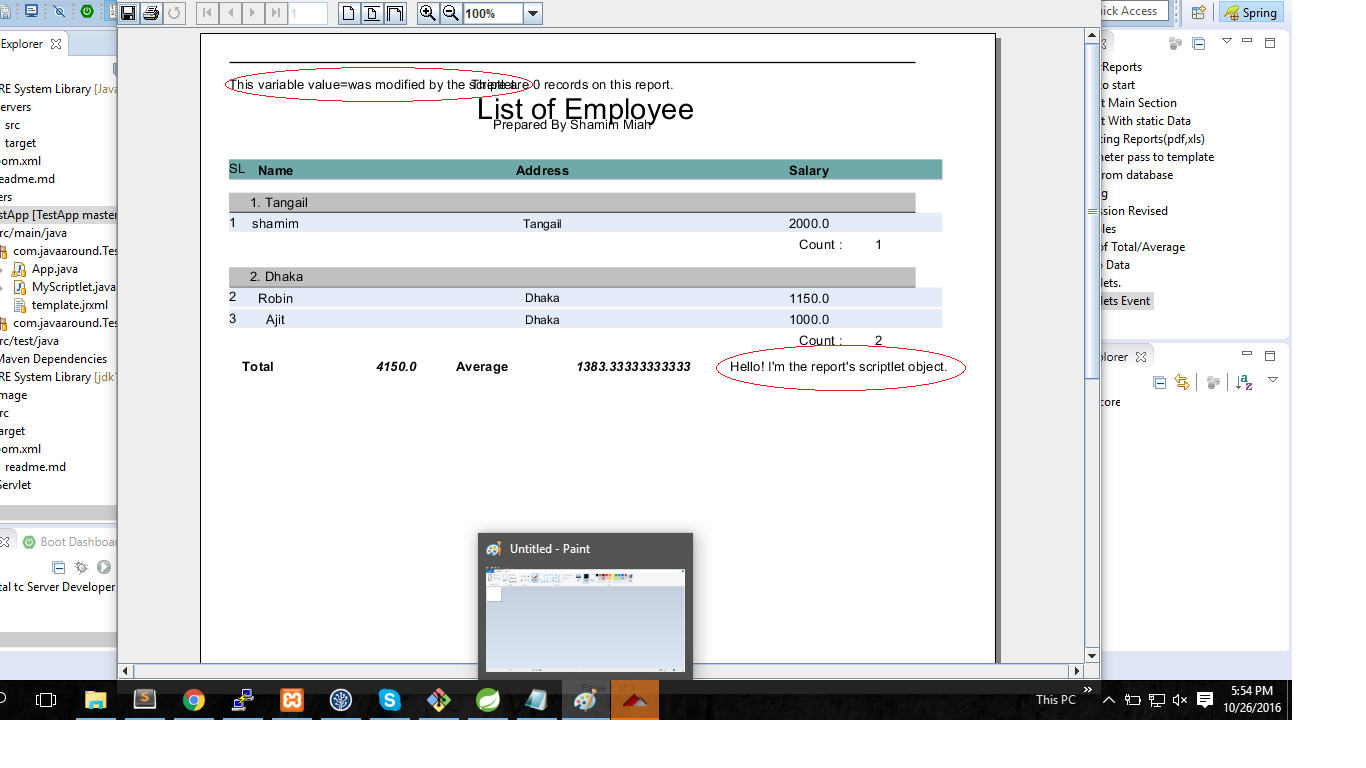 1
100%
ick Access
Spring
Explorer
RE System Library [Java
ervers
src
target
om.xml
eadme.md
ers
stApp [TestApp master
rc/main/java
com.javaaround.Tes
App.java
MyScriptlet.java
template.jrxml
com.javaaround.Tes
rc/test/java
Maven Dependencies
RE System Library [jdk
mage
rc
arget
om.xml
readme.md
Servlet
Boot Dashboar
tal tc Server Developer
This variable value=was modified by the scriptlet.
There are 0 records on this report.
List of Employee
Prepared By Shamim Miah
SL Name Address Salary
1. Tangail
1 shamim Tangail 2000.0
Count : 1
2. Dhaka
2 Robin Dhaka 1150.0
3 Ajit Dhaka 1000.0
Count : 2
Total 4150.0 Average 1383.33333333333 Hello! I'm the report's scriptlet object.
Reports
to start
t Main Section
t With static Data
ting Reports(pdf,xls)
meter pass to template
from database
g
ssion Revised
les
of Total/Average
o Data
lets.
lets Event
plorer
core
Untitled - Paint
This PC
5:54 PM
10/26/2016